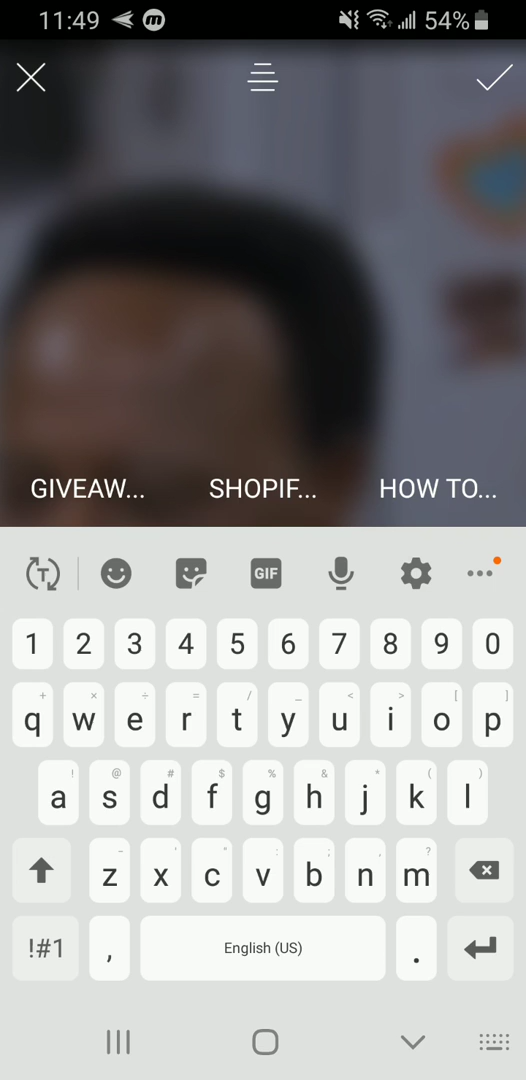 11:49 54%
GIVEAW... SHOPIF... HOW TO...
GIF
1 2 3 4 5 6 7 8 9 0
+ × ÷ = / _ < > [ ]
q w e r t y u i o p
! @ # $ % & * ( )
a s d f g h j k l
- ' " : ; , ?
z x c v b n m
!#1 , English (US) .